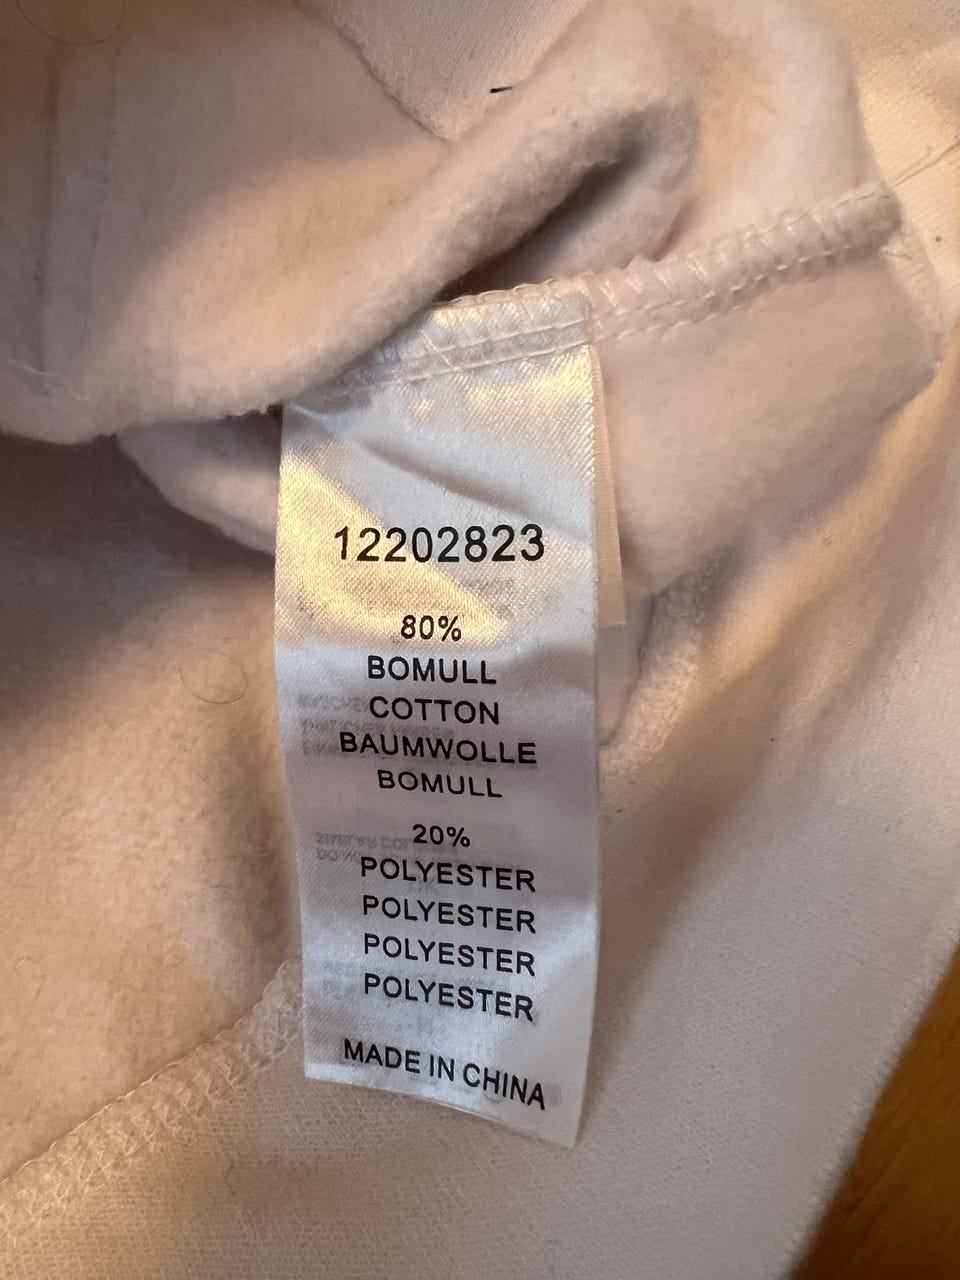 12202823
80%
BOMULL
COTTON
BAUMWOLLE
BOMULL
20%
POLYESTER
POLYESTER
POLYESTER
POLYESTER
MADE IN CHINA